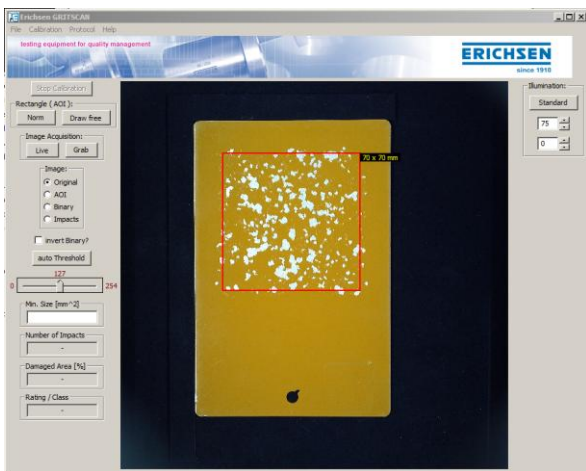 Erichsen GRITSCAB
File Calibration Protocol Help
testing equipment for quality management
ERICHSEN
since 1910
Stop Calibration
Rectangle ( AOI ):
Norm Draw free
Image Acquisition:
Live Grab
Image:
Original
AOI
Binary
Impacts
invert Binary?
auto Threshold
127
0 254
Min. Size [mm^2]
Number of Impacts
-
Damaged Area [%]
-
Rating / Class
-
70 x 70 mm
Illumination:
Standard
75
0